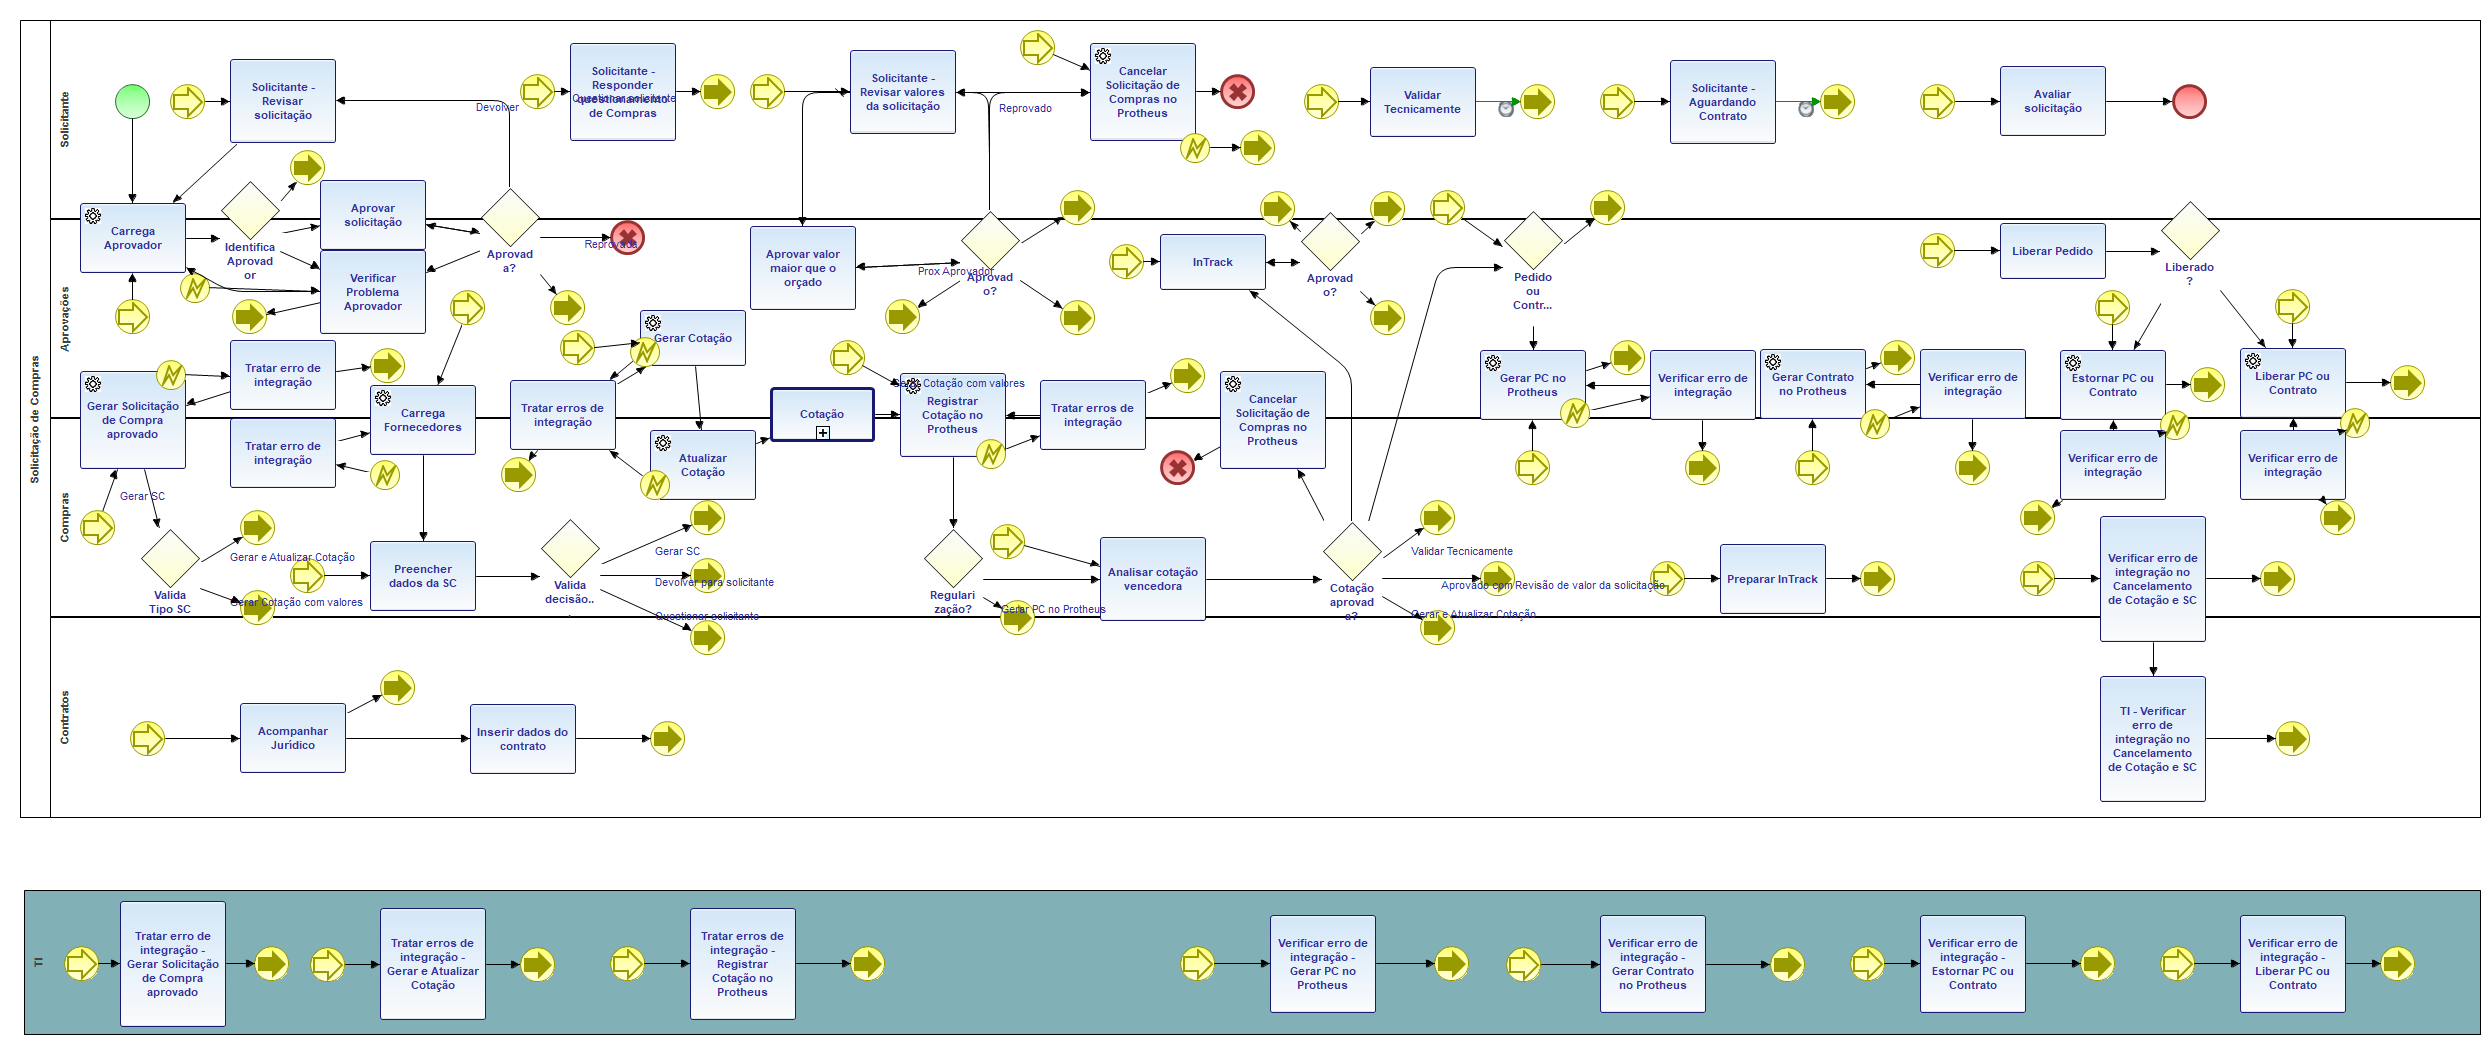 Solicitação de Compras
Solicitante
Solicitante -
Revisar
solicitação
Devolver
Solicitante -
Responder
questionamento
de Compras
Questionar solicitante
Solicitante -
Revisar valores
da solicitação
Reprovado
Cancelar
Solicitação de
Compras no
Protheus
Validar
Tecnicamente
Solicitante -
Aguardando
Contrato
Avaliar
solicitação
Aprovações
Carrega
Aprovador
Identifica
Aprovad
or
Aprovar
solicitação
Verificar
Problema
Aprovador
Aprovad
a?
Reprovada
Aprovar valor
maior que o
orçado
Prox Aprovador
Aprovad
o?
InTrack
Aprovad
o?
Pedido
ou
Contr...
Liberar Pedido
Liberado
?
Gerar Cotação
Compras
Gerar Solicitação
de Compra
aprovado
Tratar erro de
integração
Tratar erro de
integração
Carrega
Fornecedores
Tratar erros de
integração
Atualizar
Cotação
Cotação
Gerar Cotação com valores
Registrar
Cotação no
Protheus
Tratar erros de
integração
Cancelar
Solicitação de
Compras no
Protheus
Gerar PC no
Protheus
Verificar erro de
integração
Gerar Contrato
no Protheus
Verificar erro de
integração
Estornar PC ou
Contrato
Liberar PC ou
Contrato
Verificar erro de
integração
Verificar erro de
integração
Gerar SC
Valida
Tipo SC
Gerar e Atualizar Cotação
Gerar Cotação com valores
Preencher
dados da SC
Valida
decisão..
Gerar SC
Devolver para solicitante
Questionar solicitante
Regulari
zação?
Gerar PC no Protheus
Analisar cotação
vencedora
Cotação
aprovad
a?
Validar Tecnicamente
Aprovado com Revisão de valor da solicitação
Gerar e Atualizar Cotação
Preparar InTrack
Verificar erro de
integração no
Cancelamento
de Cotação e SC
Contratos
Acompanhar
Jurídico
Inserir dados do
contrato
TI - Verificar
erro de
integração no
Cancelamento
de Cotação e SC
TI
Tratar erro de
integração -
Gerar Solicitação
de Compra
aprovado
Tratar erros de
integração -
Gerar e Atualizar
Cotação
Tratar erros de
integração -
Registrar
Cotação no
Protheus
Verificar erro de
integração -
Gerar PC no
Protheus
Verificar erro de
integração -
Gerar Contrato
no Protheus
Verificar erro de
integração -
Estornar PC ou
Contrato
Verificar erro de
integração -
Liberar PC ou
Contrato